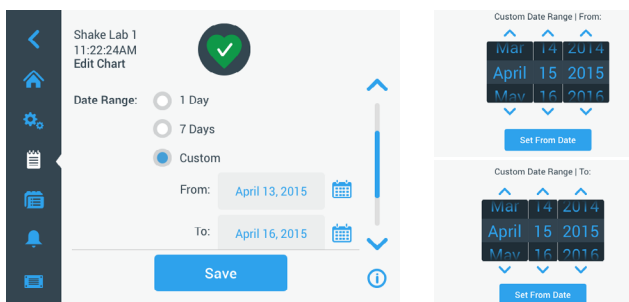 Shake Lab 1
11:22:24AM
Edit Chart
Date Range:
1 Day
7 Days
Custom
From:
April 13, 2015
To:
April 16, 2015
Save
Custom Date Range | From:
Mar 14 2014
April 15 2015
May 16 2016
Set From Date
Custom Date Range | To:
Mar 14 2014
April 15 2015
May 16 2016
Set From Date